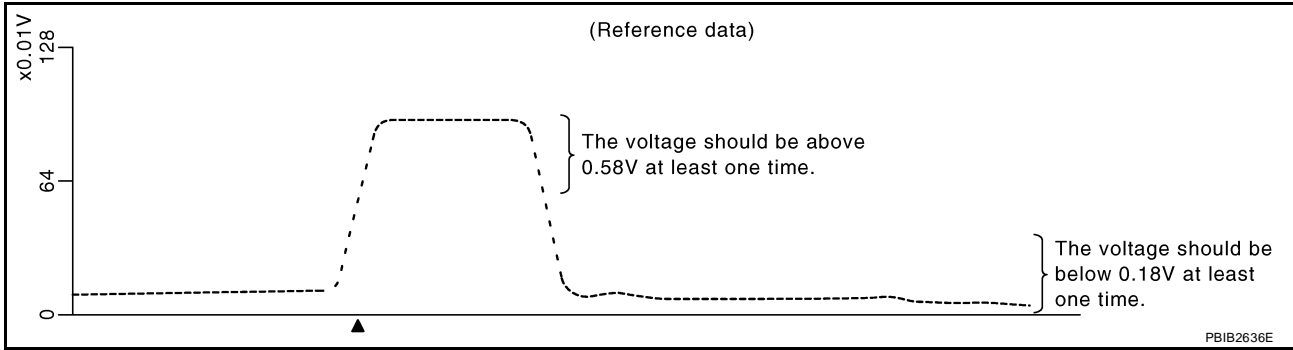 (Reference data)
x0.01V
128
64
0
The voltage should be above
0.58V at least one time.
The voltage should be
below 0.18V at least
one time.
PBIB2636E